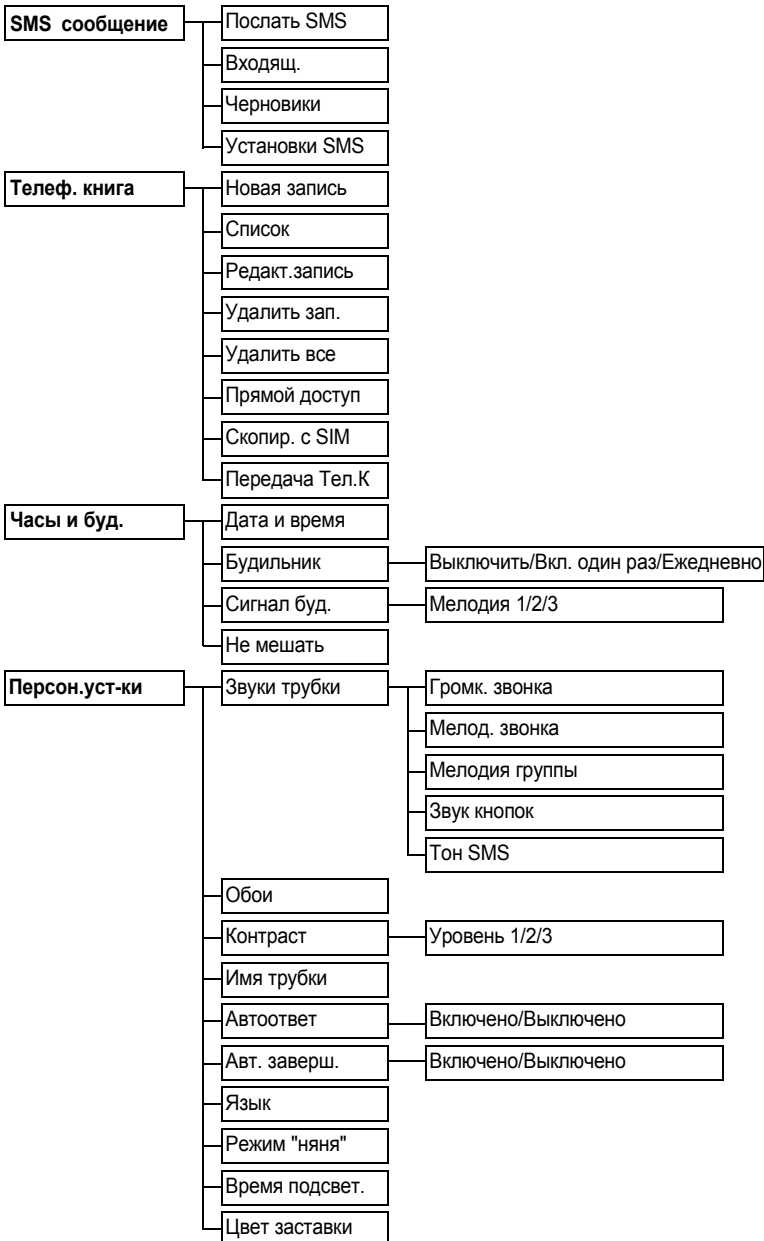 SMS сообщение
Послать SMS
Входящ.
Черновики
Установки SMS
Телеф. книга
Новая запись
Список
Редакт.запись
Удалить зап.
Удалить все
Прямой доступ
Скопир. с SIM
Передача Тел.К
Часы и буд.
Дата и время
Будильник
Выключить/Вкл. один раз/Ежедневно
Сигнал буд.
Мелодия 1/2/3
Не мешать
Персон.уст-ки
Звуки трубки
Громк. звонка
Мелод. звонка
Мелодия группы
Звук кнопок
Тон SMS
Обои
Контраст
Уровень 1/2/3
Имя трубки
Автоответ
Включено/Выключено
Авт. заверш.
Включено/Выключено
Язык
Режим "няня"
Время подсвет.
Цвет заставки